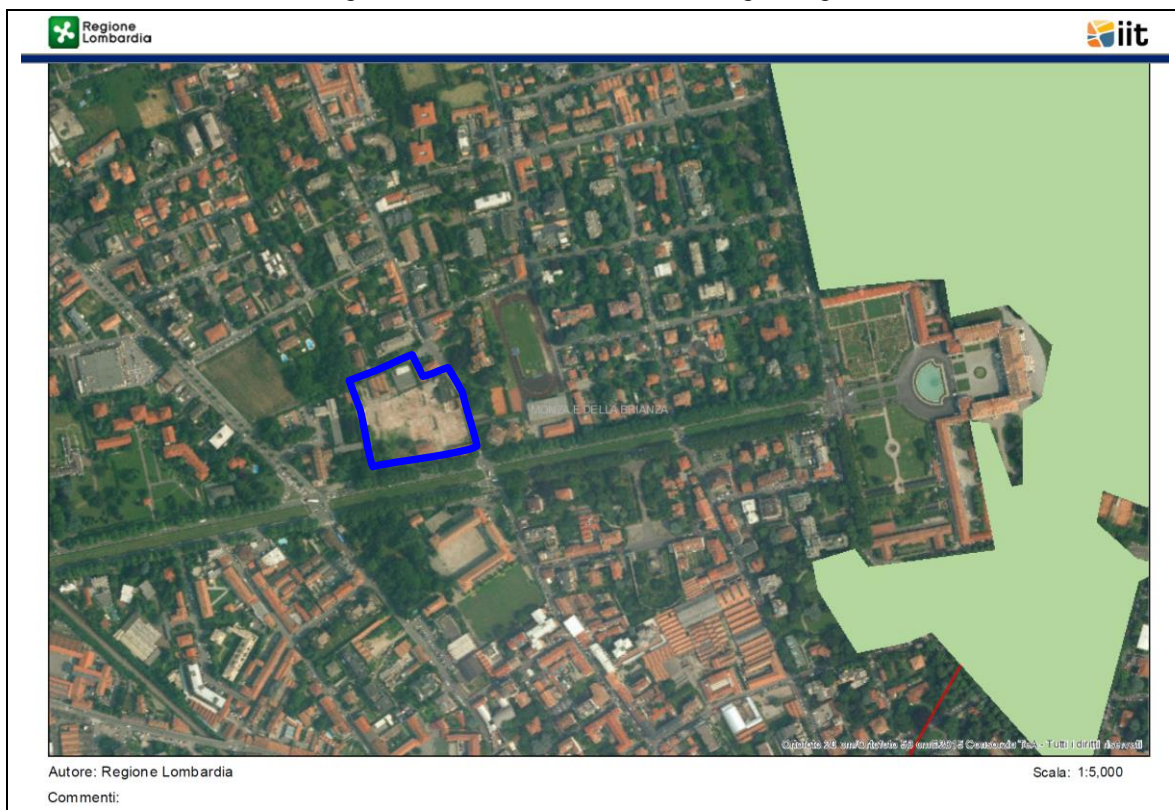 Regione
Lombardia
iit
MONZA E DELLA BRIANZA
Autore: Regione Lombardia
Scala: 1:5,000
Commenti: